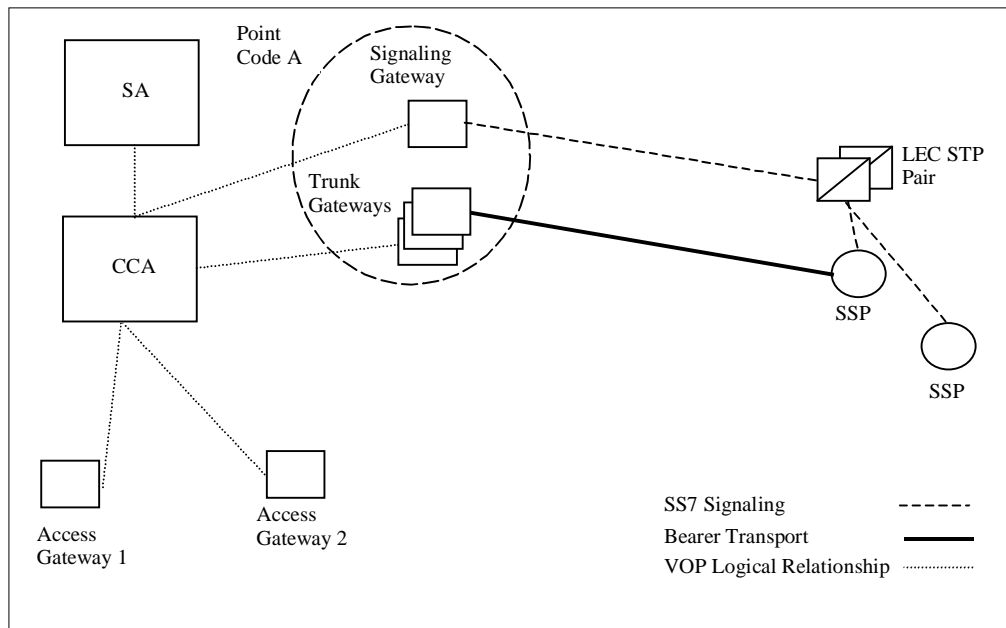 Point
Code A
Signaling
Gateway
SA
LEC STP
Pair
Trunk
Gateways
CCA
SSP
SSP
Access
Gateway 1
Access
Gateway 2
SS7 Signaling
Bearer Transport
VOP Logical Relationship